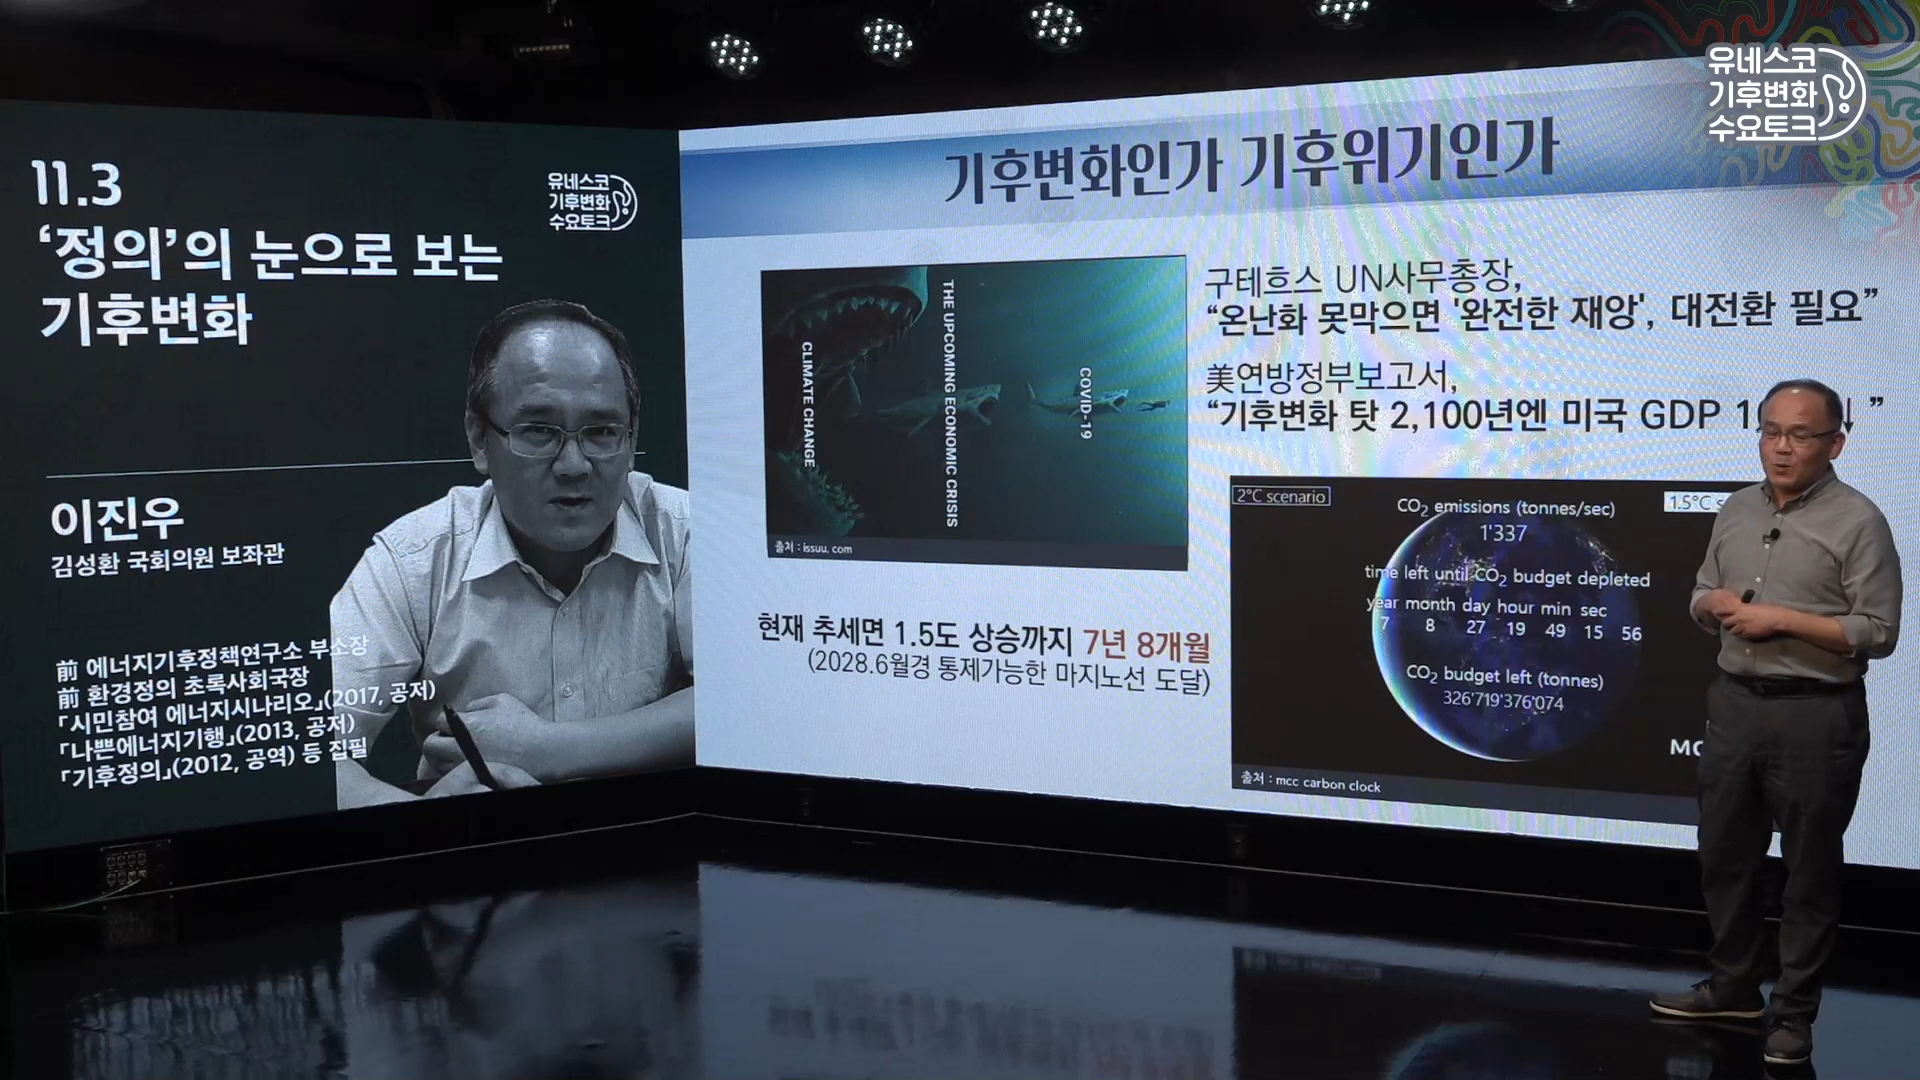 유네스코
기후변화
수요토크
11.3
‘정의’의 눈으로 보는
기후변화
유네스코
기후변화
수요토크
이진우
김성환 국회의원 보좌관
前 에너지기후정책연구소 부소장
前 환경정의 초록사회국장
「시민참여 에너지시나리오」(2017, 공저)
「나쁜에너지기행」(2013, 공저)
「기후정의」(2012, 공역) 등 집필
기후변화인가 기후위기인가
CLIMATE CHANGE
THE UPCOMING ECONOMIC CRISIS
COVID-19
출처 : issuu. com
구테흐스 UN사무총장,
“온난화 못막으면 '완전한 재앙', 대전환 필요”
美연방정부보고서,
“기후변화 탓 2,100년엔 미국 GDP ↓ ”
현재 추세면 1.5도 상승까지 7년 8개월
(2028.6월경 통제가능한 마지노선 도달)
2°C scenario
1.5°C
CO₂ emissions (tonnes/sec)
1'337
time left until CO₂ budget depleted
year month day hour min sec
7 8 27 19 49 15 56
CO₂ budget left (tonnes)
326'719'376'074
출처 : mcc carbon clock